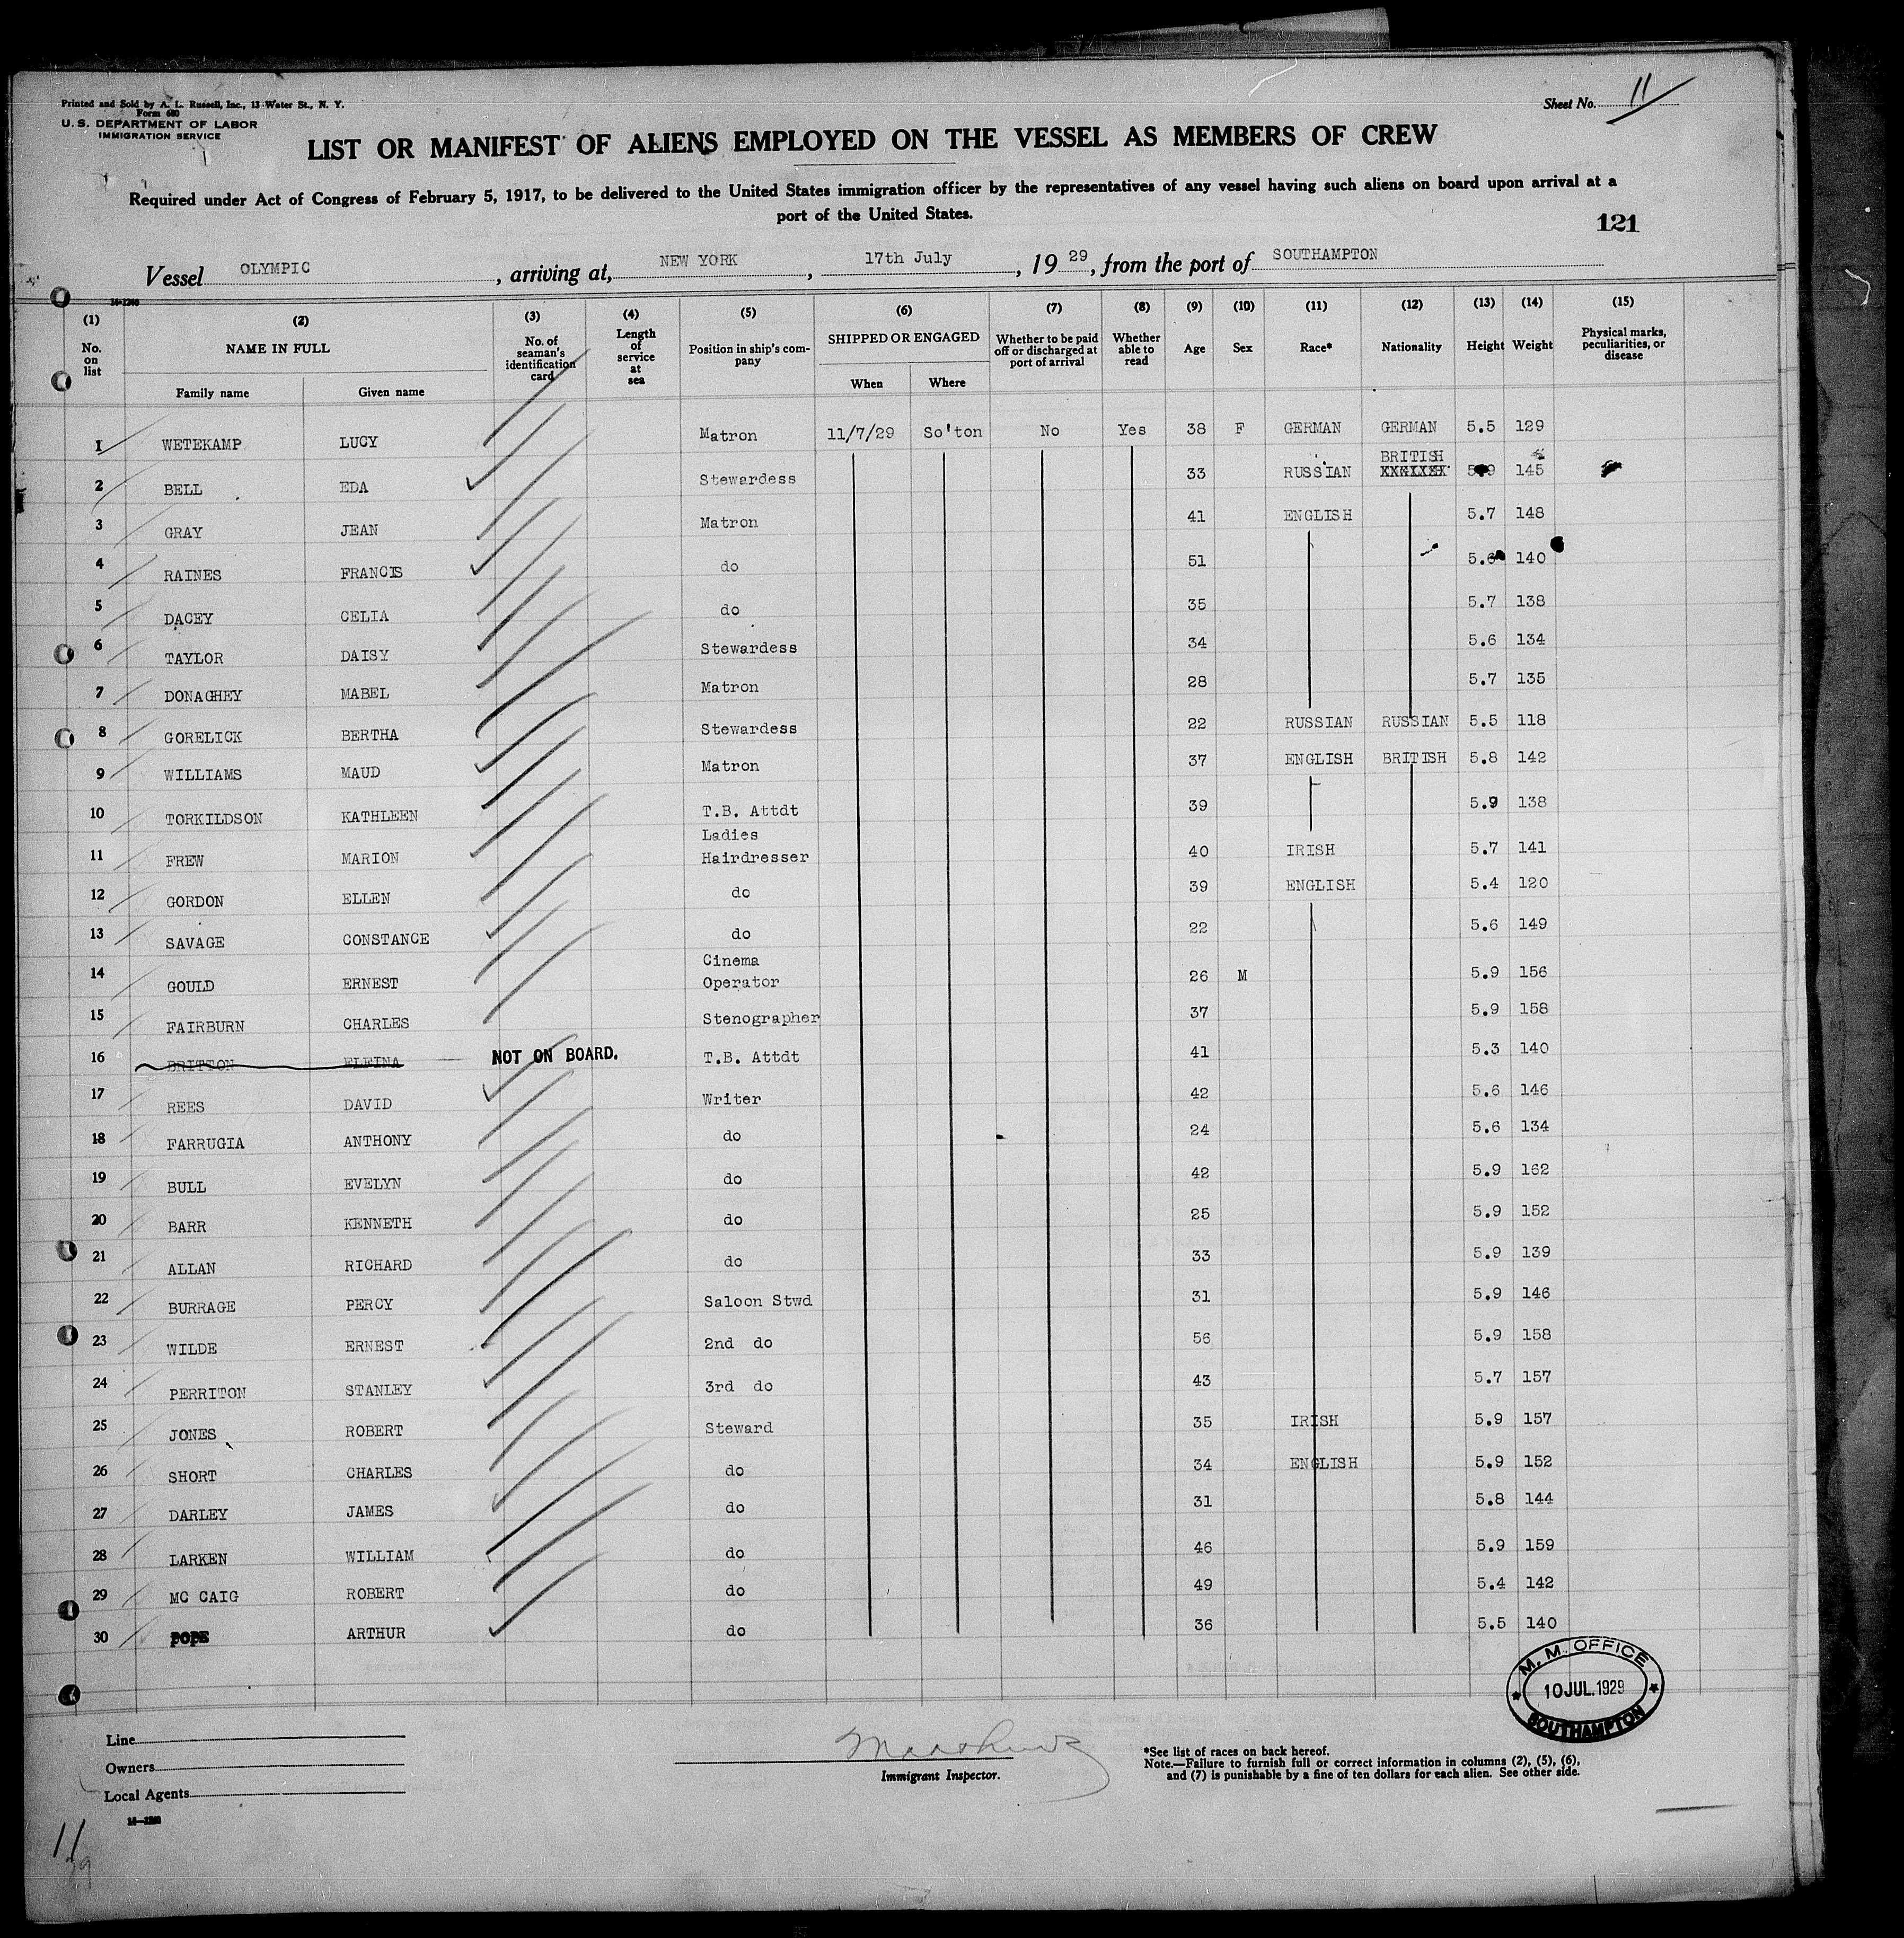 Printed and Sold by A. L. Russell, Inc., 13 Water St., N. Y.
Form 680
U. S. DEPARTMENT OF LABOR
IMMIGRATION SERVICE
Sheet No. 11
LIST OR MANIFEST OF ALIENS EMPLOYED ON THE VESSEL AS MEMBERS OF CREW
Required under Act of Congress of February 5, 1917, to be delivered to the United States immigration officer by the representatives of any vessel having such aliens on board upon arrival at a
port of the United States.
121
Vessel OLYMPIC, arriving at, NEW YORK, 17th July, 19 29, from the port of SOUTHAMPTON
14-1240
(1) (2) (3) (4) (5) (6) (7) (8) (9) (10) (11) (12) (13) (14) (15)
No. on list NAME IN FULL No. of seaman's identification card Length of service at sea Position in ship's company SHIPPED OR ENGAGED Whether to be paid off or discharged at port of arrival Whether able to read Age Sex Race* Nationality Height Weight Physical marks, peculiarities, or disease
Family name Given name When Where
1 WETEKAMP LUCY Matron 11/7/29 So'ton No Yes 38 F GERMAN GERMAN 5.5 129
2 BELL EDA Stewardess 33 RUSSIAN BRITISH 145
3 GRAY JEAN Matron 41 ENGLISH 5.7 148
4 RAINES FRANCIS do 51 5.6 140
5 DACEY CELIA do 35 5.7 138
6 TAYLOR DAISY Stewardess 34 5.6 134
7 DONAGHEY MABEL Matron 28 5.7 135
8 GORELICK BERTHA Stewardess 22 RUSSIAN RUSSIAN 5.5 118
9 WILLIAMS MAUD Matron 37 ENGLISH BRITISH 5.8 142
10 TORKILDSON KATHLEEN T.B. Attdt 39 5.9 138
11 FREW MARION Ladies Hairdresser 40 IRISH 5.7 141
12 GORDON ELLEN do 39 ENGLISH 5.4 120
13 SAVAGE CONSTANCE do 22 5.6 149
14 GOULD ERNEST Cinema Operator 26 M 5.9 156
15 FAIRBURN CHARLES Stenographer 37 5.9 158
16 BRITTON ELFINA NOT ON BOARD. T.B. Attdt 41 5.3 140
17 REES DAVID Writer 42 5.6 146
18 FARRUGIA ANTHONY do 24 5.6 134
19 BULL EVELYN do 42 5.9 162
20 BARR KENNETH do 25 5.9 152
21 ALLAN RICHARD do 33 5.9 139
22 BURRAGE PERCY Saloon Stwd 31 5.9 146
23 WILDE ERNEST 2nd do 56 5.9 158
24 PERRITON STANLEY 3rd do 43 5.7 157
25 JONES ROBERT Steward 35 IRISH 5.9 157
26 SHORT CHARLES do 34 ENGLISH 5.9 152
27 DARLEY JAMES do 31 5.8 144
28 LARKEN WILLIAM do 46 5.9 159
29 MC CAIG ROBERT do 49 5.4 142
30 POPE ARTHUR do 36 5.5 140
M. M. OFFICE
10 JUL. 1929
SOUTHAMPTON
Line
Owners
Local Agents
Immigrant Inspector.
*See list of races on back hereof.
Note.—Failure to furnish full or correct information in columns (2), (5), (6),
and (7) is punishable by a fine of ten dollars for each alien. See other side.
14—1240
11